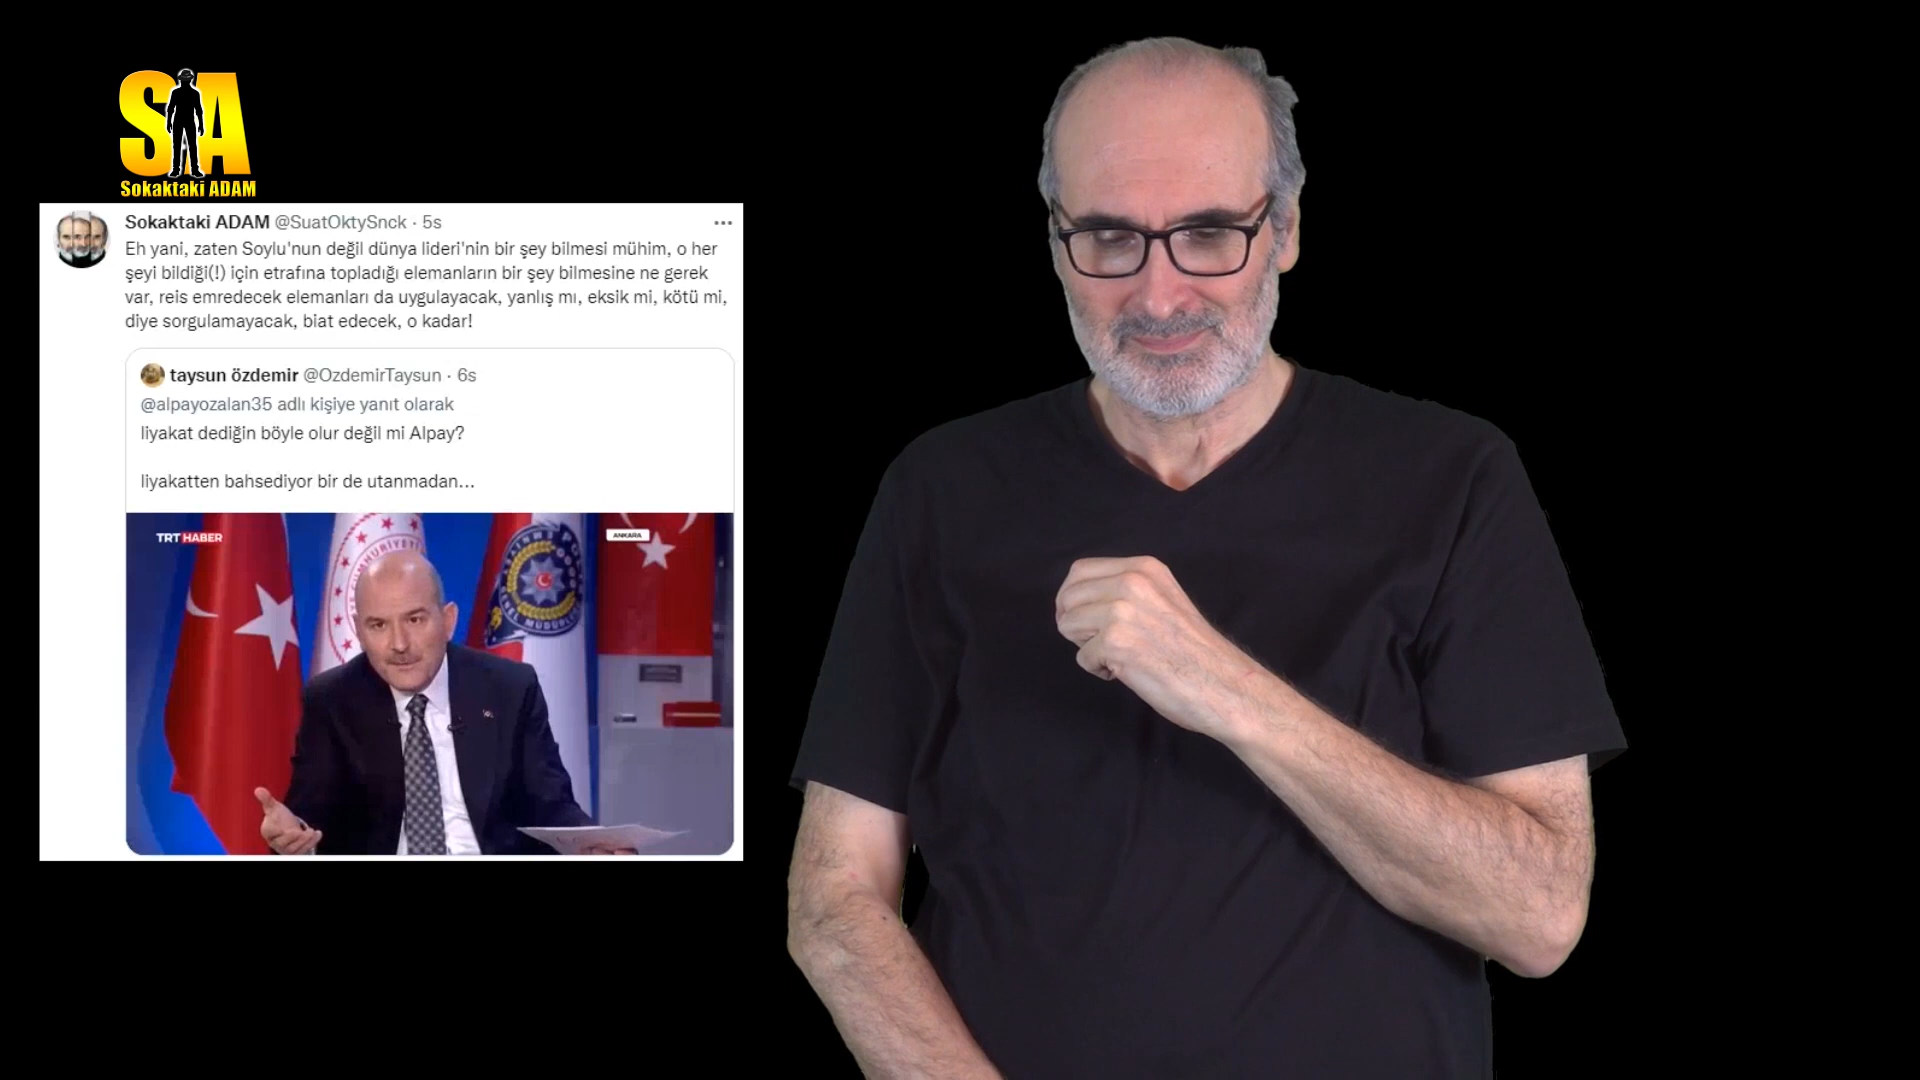 SA
Sokaktaki ADAM
Sokaktaki ADAM @SuatOktySnck · 5s
Eh yani, zaten Soylu'nun değil dünya lideri'nin bir şey bilmesi mühim, o her
şeyi bildiği(!) için etrafına topladığı elemanların bir şey bilmesine ne gerek
var, reis emredecek elemanları da uygulayacak, yanlış mı, eksik mi, kötü mi,
diye sorgulamayacak, biat edecek, o kadar!
taysun özdemir @OzdemirTaysun · 6s
@alpayozalan35 adlı kişiye yanıt olarak
liyakat dediğin böyle olur değil mi Alpay?
liyakatten bahsediyor bir de utanmadan...
TRT HABER
ANKARA